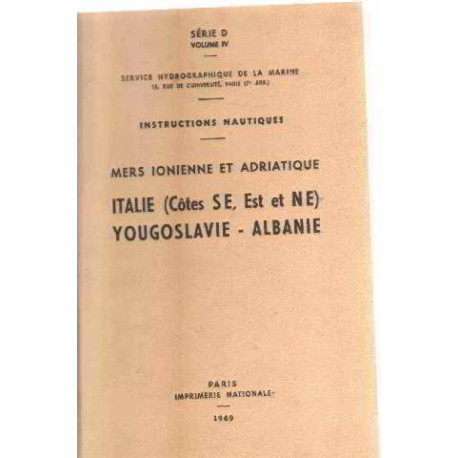 SÉRIE D
VOLUME IV
SERVICE HYDROGRAPHIQUE DE LA MARINE
13, RUE DE L'UNIVERSITÉ, PARIS (7e ARR.)
INSTRUCTIONS NAUTIQUES
MERS IONIENNE ET ADRIATIQUE
ITALIE (Côtes SE, Est et NE)
YOUGOSLAVIE - ALBANIE
PARIS
IMPRIMERIE NATIONALE
1969